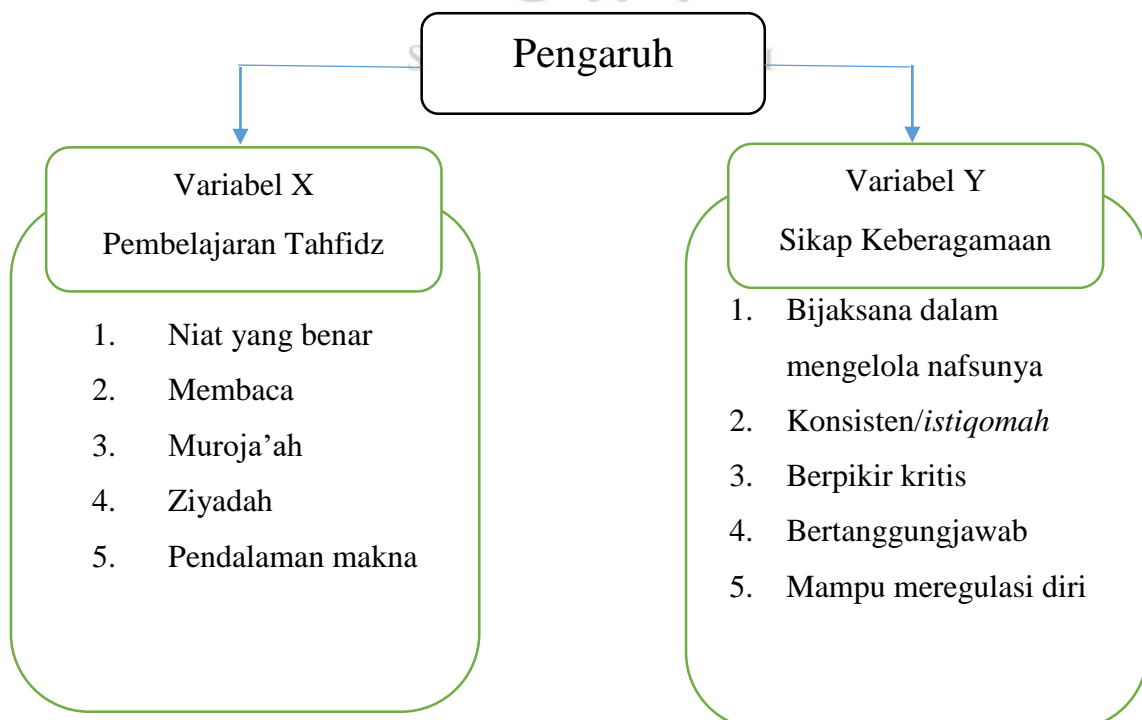 Pengaruh
Variabel X
Pembelajaran Tahfidz
1. Niat yang benar
2. Membaca
3. Muroja’ah
4. Ziyadah
5. Pendalaman makna
Variabel Y
Sikap Keberagamaan
1. Bijaksana dalam
mengelola nafsunya
2. Konsisten/istiqomah
3. Berpikir kritis
4. Bertanggungjawab
5. Mampu meregulasi diri